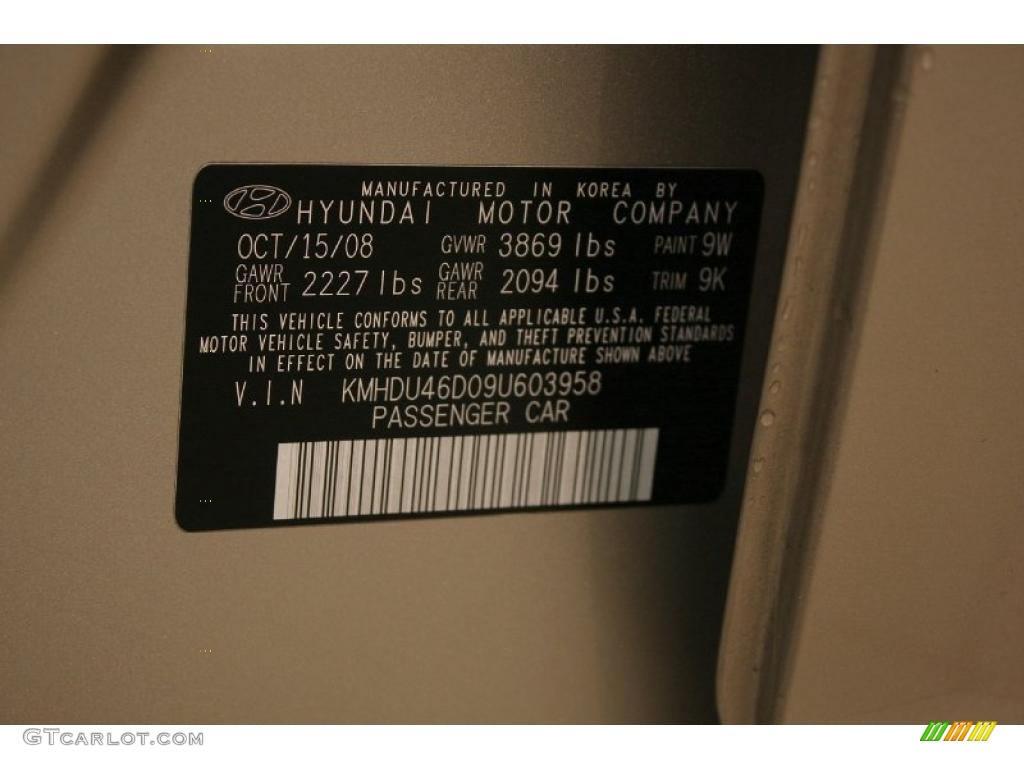 MANUFACTURED IN KOREA BY
HYUNDAI MOTOR COMPANY
OCT/15/08 GVWR 3869 lbs PAINT 9W
GAWR FRONT 2227 lbs GAWR REAR 2094 lbs TRIM 9K
THIS VEHICLE CONFORMS TO ALL APPLICABLE U.S.A. FEDERAL
MOTOR VEHICLE SAFETY, BUMPER, AND THEFT PREVENTION STANDARDS
IN EFFECT ON THE DATE OF MANUFACTURE SHOWN ABOVE
V.I.N KMHDU46D09U603958
PASSENGER CAR
GTCARLOT.COM